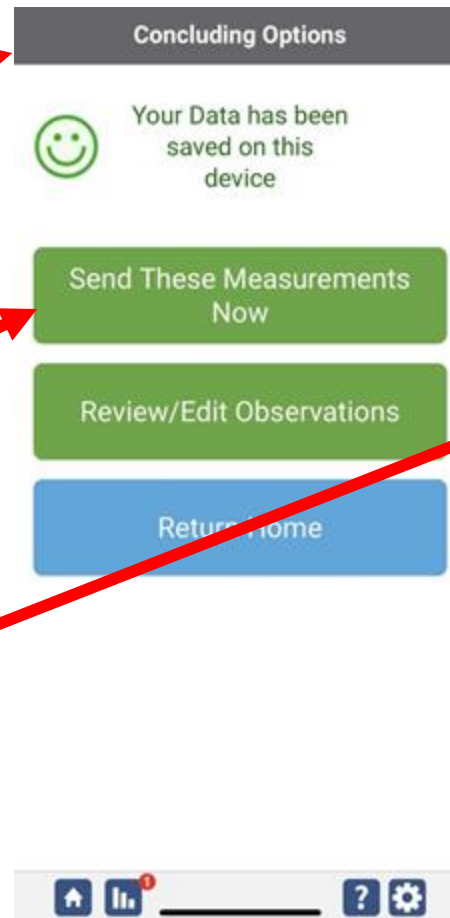 Concluding Options
Your Data has been
saved on this
device
Send These Measurements
Now
Review/Edit Observations
Return Home
1
?